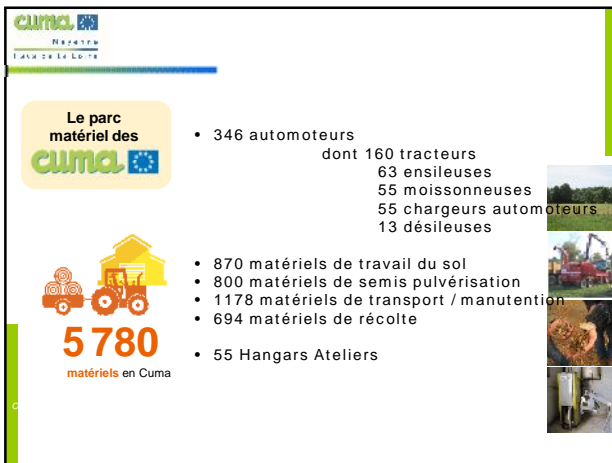 cuma
Mayenne
Pays de la Loire
Le parc
matériel des
cuma
• 346 automoteurs
dont 160 tracteurs
63 ensileuses
55 moissonneuses
55 chargeurs automoteurs
13 désileuses
• 870 matériels de travail du sol
• 800 matériels de semis pulvérisation
• 1178 matériels de transport / manutention
• 694 matériels de récolte
• 55 Hangars Ateliers
5 780
matériels en Cuma
c